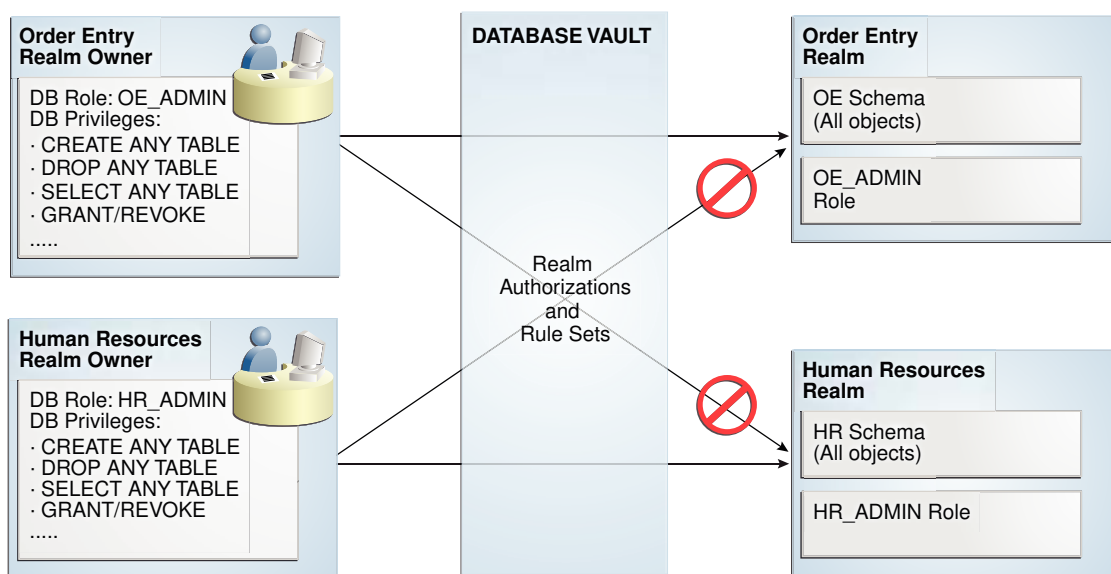 Order Entry
Realm Owner
DB Role: OE_ADMIN
DB Privileges:
· CREATE ANY TABLE
· DROP ANY TABLE
· SELECT ANY TABLE
· GRANT/REVOKE
.....
Human Resources
Realm Owner
DB Role: HR_ADMIN
DB Privileges:
· CREATE ANY TABLE
· DROP ANY TABLE
· SELECT ANY TABLE
· GRANT/REVOKE
.....
DATABASE VAULT
Realm
Authorizations
and
Rule Sets
Order Entry
Realm
OE Schema
(All objects)
OE_ADMIN
Role
Human Resources
Realm
HR Schema
(All objects)
HR_ADMIN Role